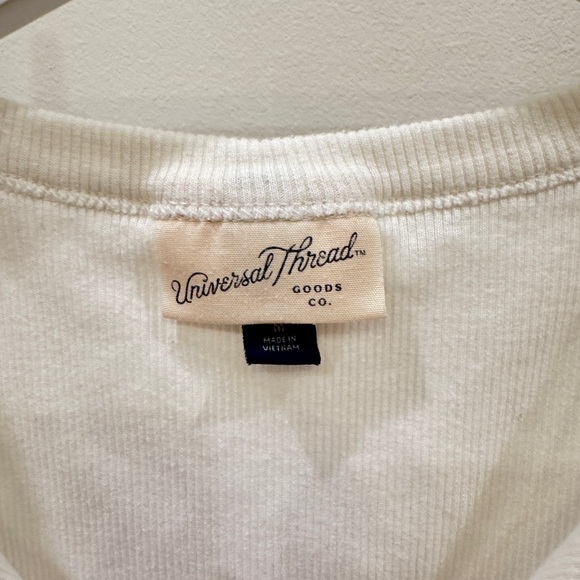 Universal Thread™
GOODS
CO.
M
MADE IN
VIETNAM